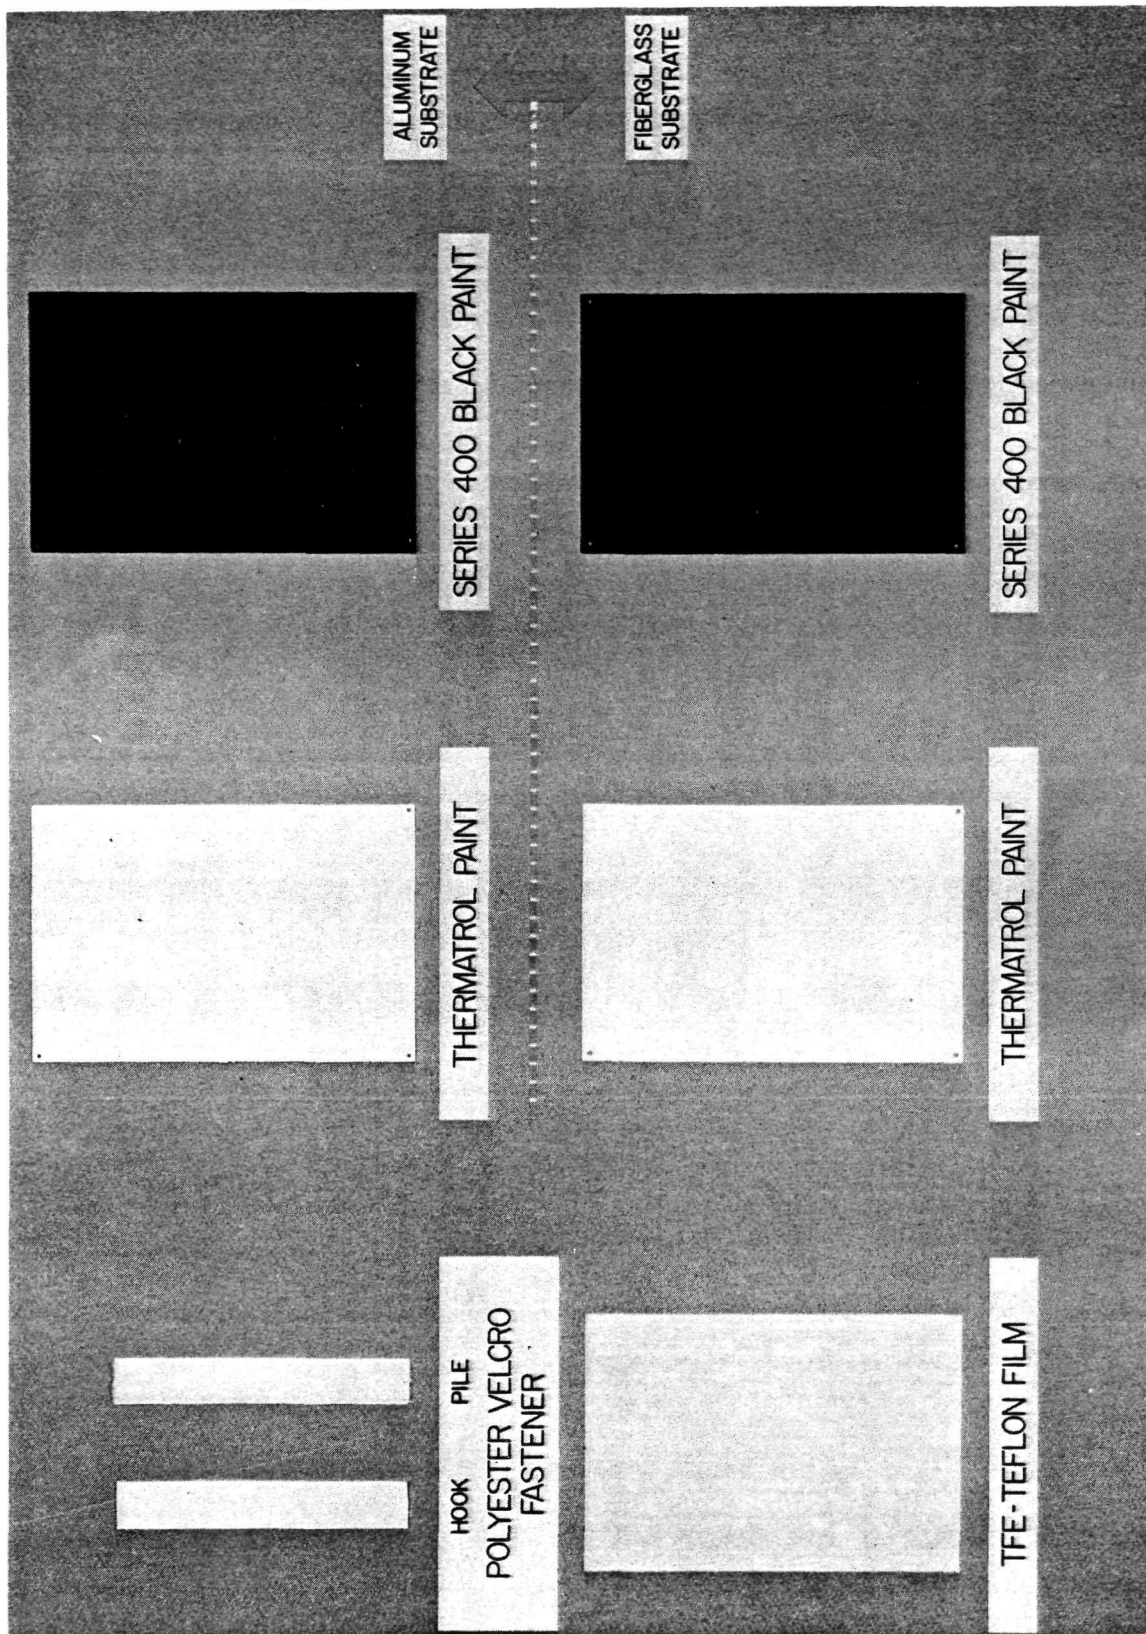 HOOK PILE
POLYESTER VELCRO
FASTENER
THERMATROL PAINT
SERIES 400 BLACK PAINT
ALUMINUM
SUBSTRATE
FIBERGLASS
SUBSTRATE
TFE-TEFLON FILM
THERMATROL PAINT
SERIES 400 BLACK PAINT